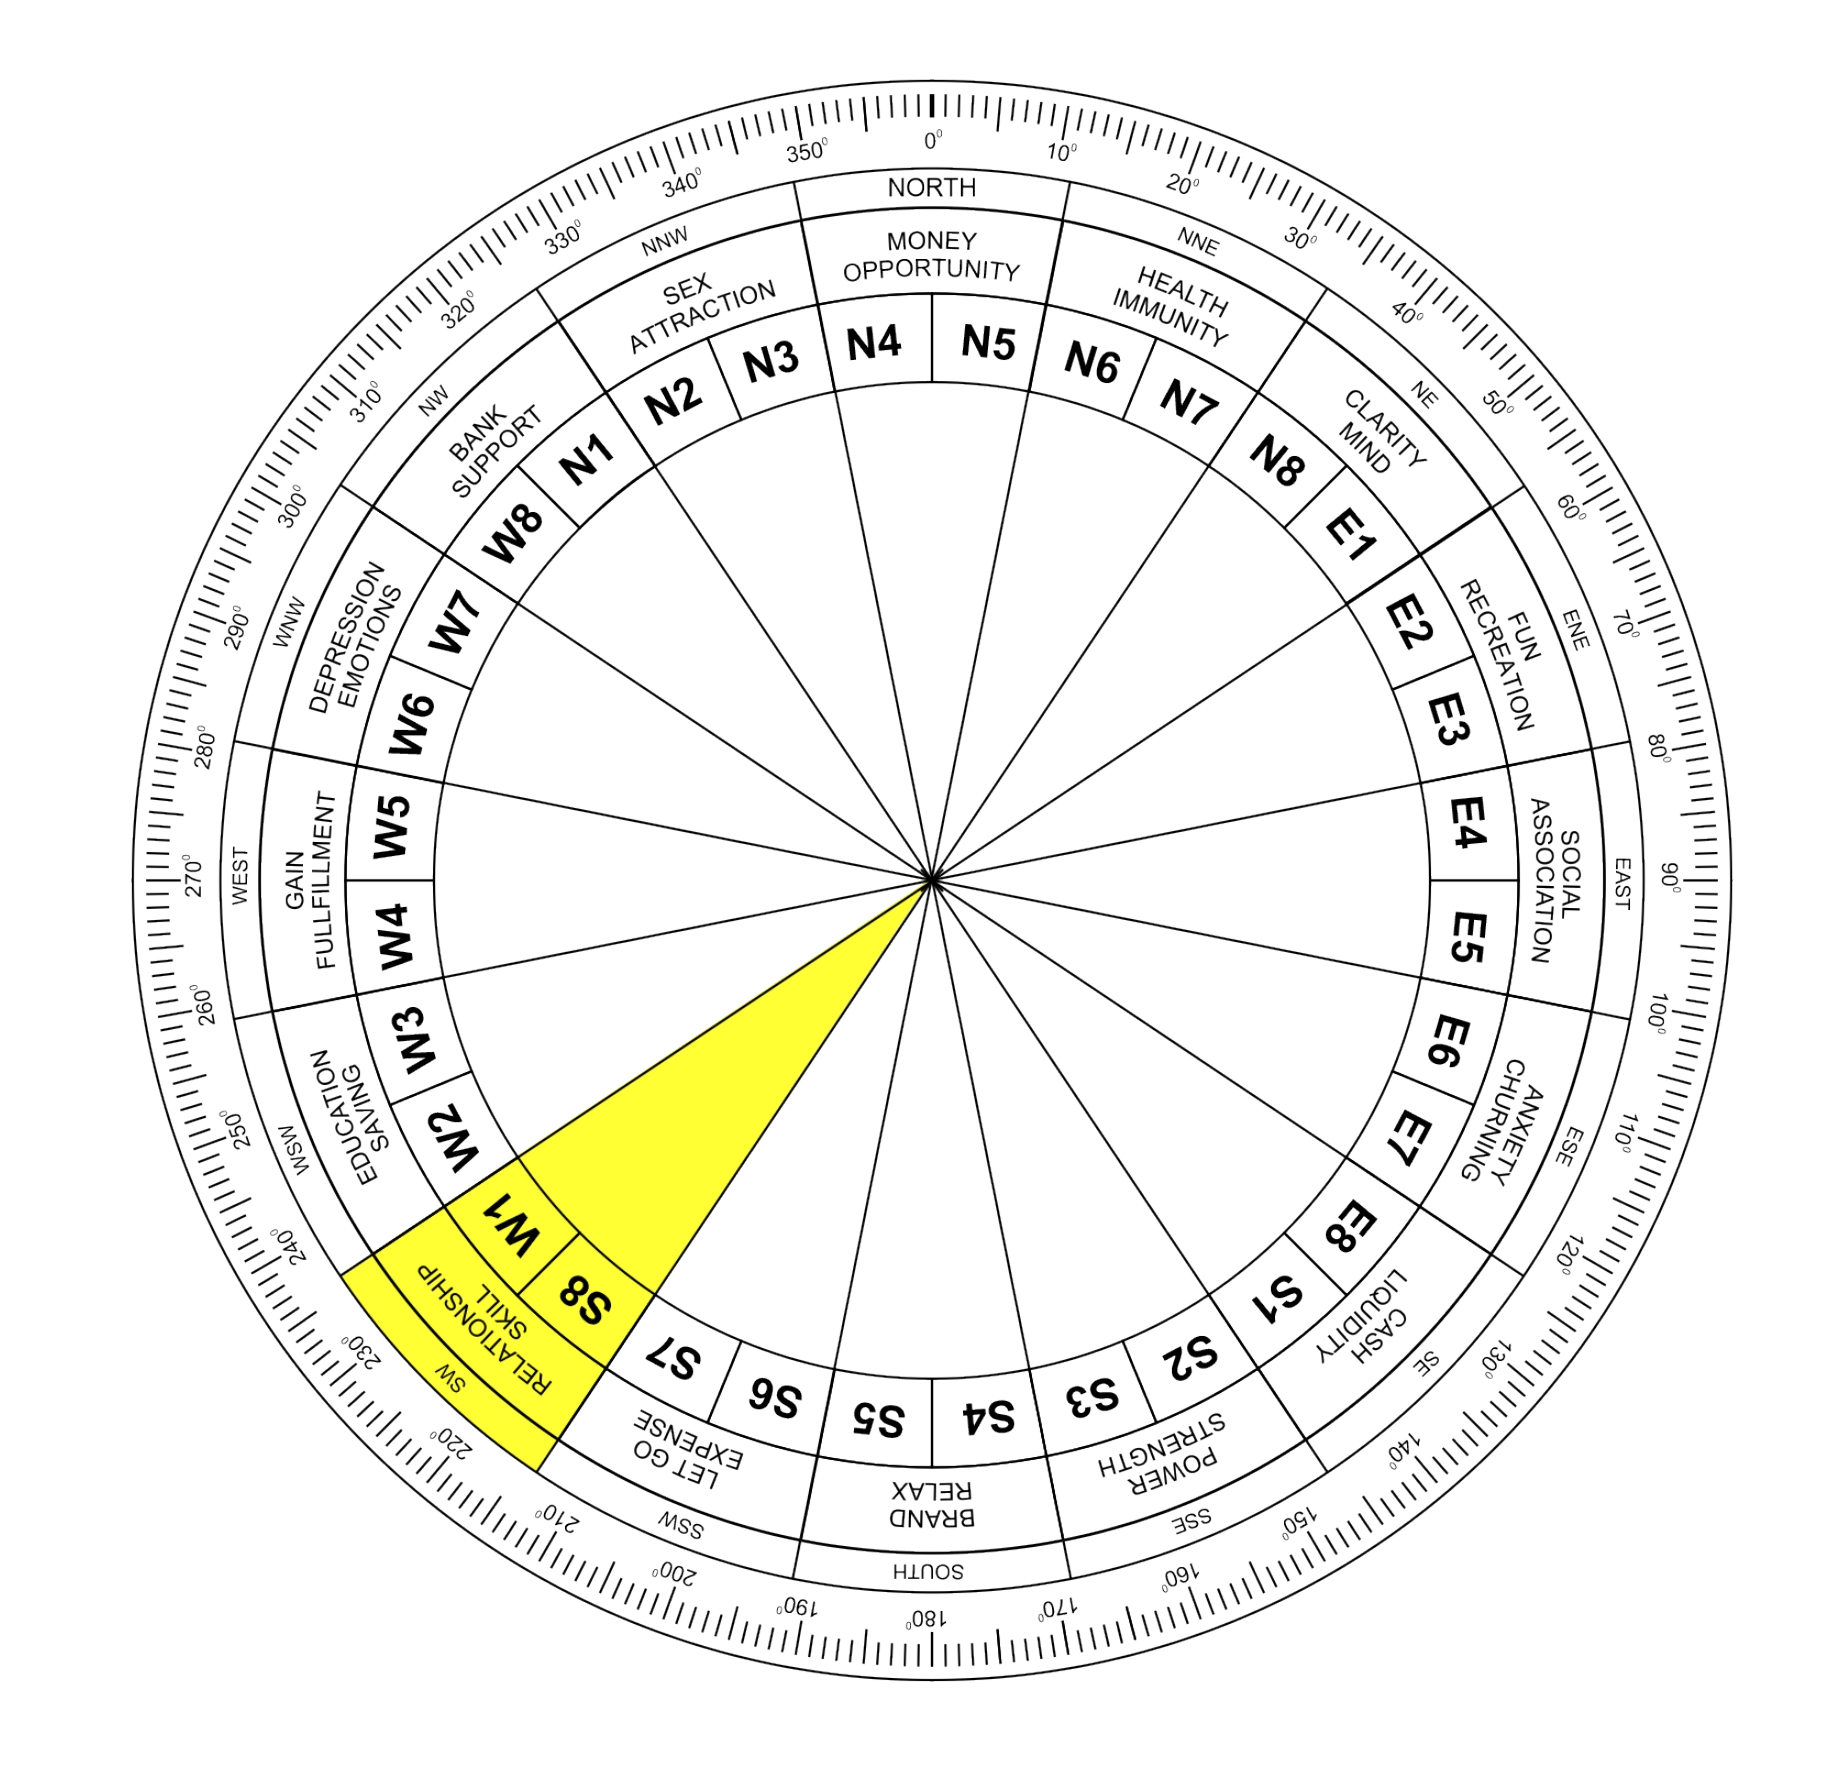 0°
10°
20°
30°
40°
50°
60°
70°
80°
90°
100°
110°
120°
130°
140°
150°
160°
170°
180°
190°
200°
210°
220°
230°
240°
250°
260°
270°
280°
290°
300°
310°
320°
330°
340°
350°
NORTH
NNE
NE
ENE
EAST
ESE
SE
SSE
SOUTH
SSW
SW
WSW
WEST
WNW
NW
NNW
MONEY
OPPORTUNITY
HEALTH
IMMUNITY
CLARITY
MIND
FUN
RECREATION
SOCIAL
ASSOCIATION
ANXIETY
CHURNING
CASH
LIQUIDITY
POWER
STRENGTH
BRAND
RELAX
LET GO
EXPENSE
RELATIONSHIP
SKILL
EDUCATION
SAVING
GAIN
FULLFILLMENT
DEPRESSION
EMOTIONS
BANK
SUPPORT
SEX
ATTRACTION
N4
N5
N6
N7
N8
E1
E2
E3
E4
E5
E6
E7
E8
S1
S2
S3
S4
S5
S6
S7
S8
W1
W2
W3
W4
W5
W6
W7
W8
N1
N2
N3